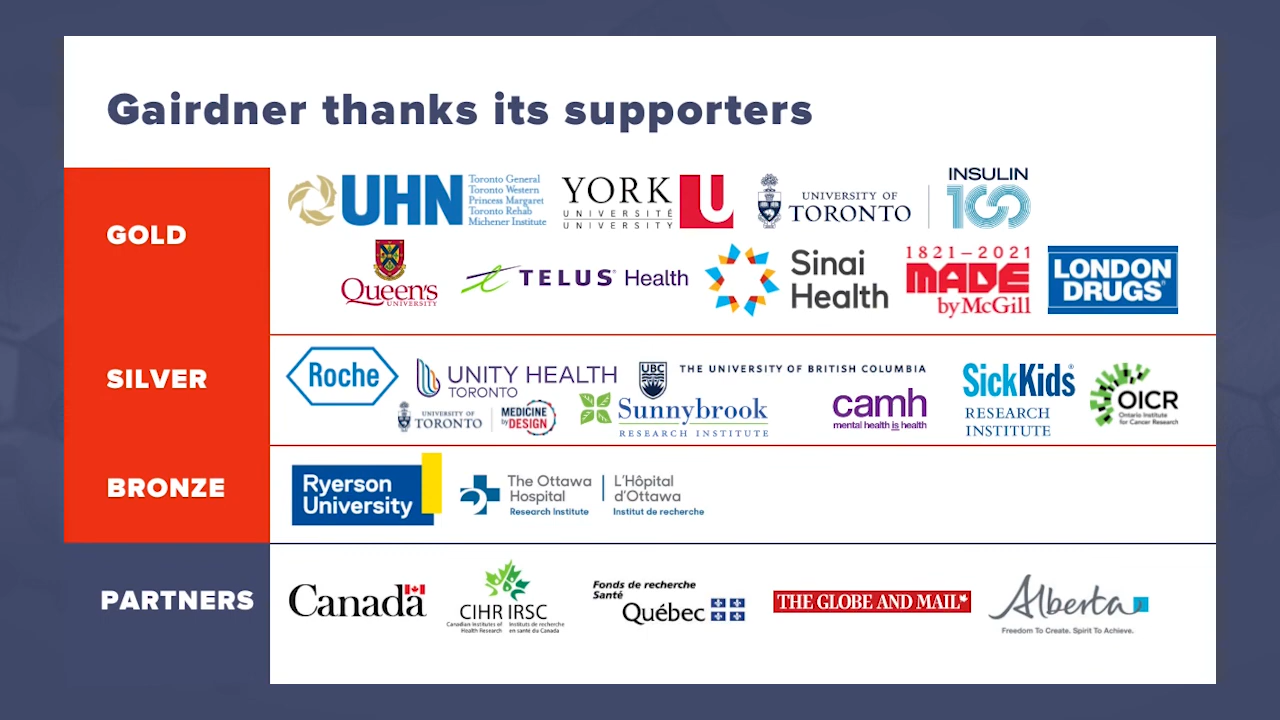 Gairdner thanks its supporters
GOLD
UHN
Toronto General
Toronto Western
Princess Margaret
Toronto Rehab
Michener Institute
YORK
UNIVERSITÉ
UNIVERSITY
U
UNIVERSITY OF
TORONTO
INSULIN
100
Queen's
UNIVERSITY
TELUS® Health
Sinai
Health
1821–2021
MADE
by McGill
LONDON
DRUGS®
SILVER
Roche
UNITY HEALTH
TORONTO
UBC
THE UNIVERSITY OF BRITISH COLUMBIA
SickKids®
RESEARCH
INSTITUTE
OICR
Ontario Institute
for Cancer Research
UNIVERSITY OF
TORONTO
MEDICINE
by DESIGN
Sunnybrook
RESEARCH INSTITUTE
camh
mental health is health
BRONZE
Ryerson
University
The Ottawa
Hospital
Research Institute
L'Hôpital
d'Ottawa
Institut de recherche
PARTNERS
Canada
CIHR IRSC
Canadian Institutes of
Health Research
Instituts de recherche
en santé du Canada
Fonds de recherche
Santé
Québec
THE GLOBE AND MAIL
Alberta
Freedom To Create. Spirit To Achieve.